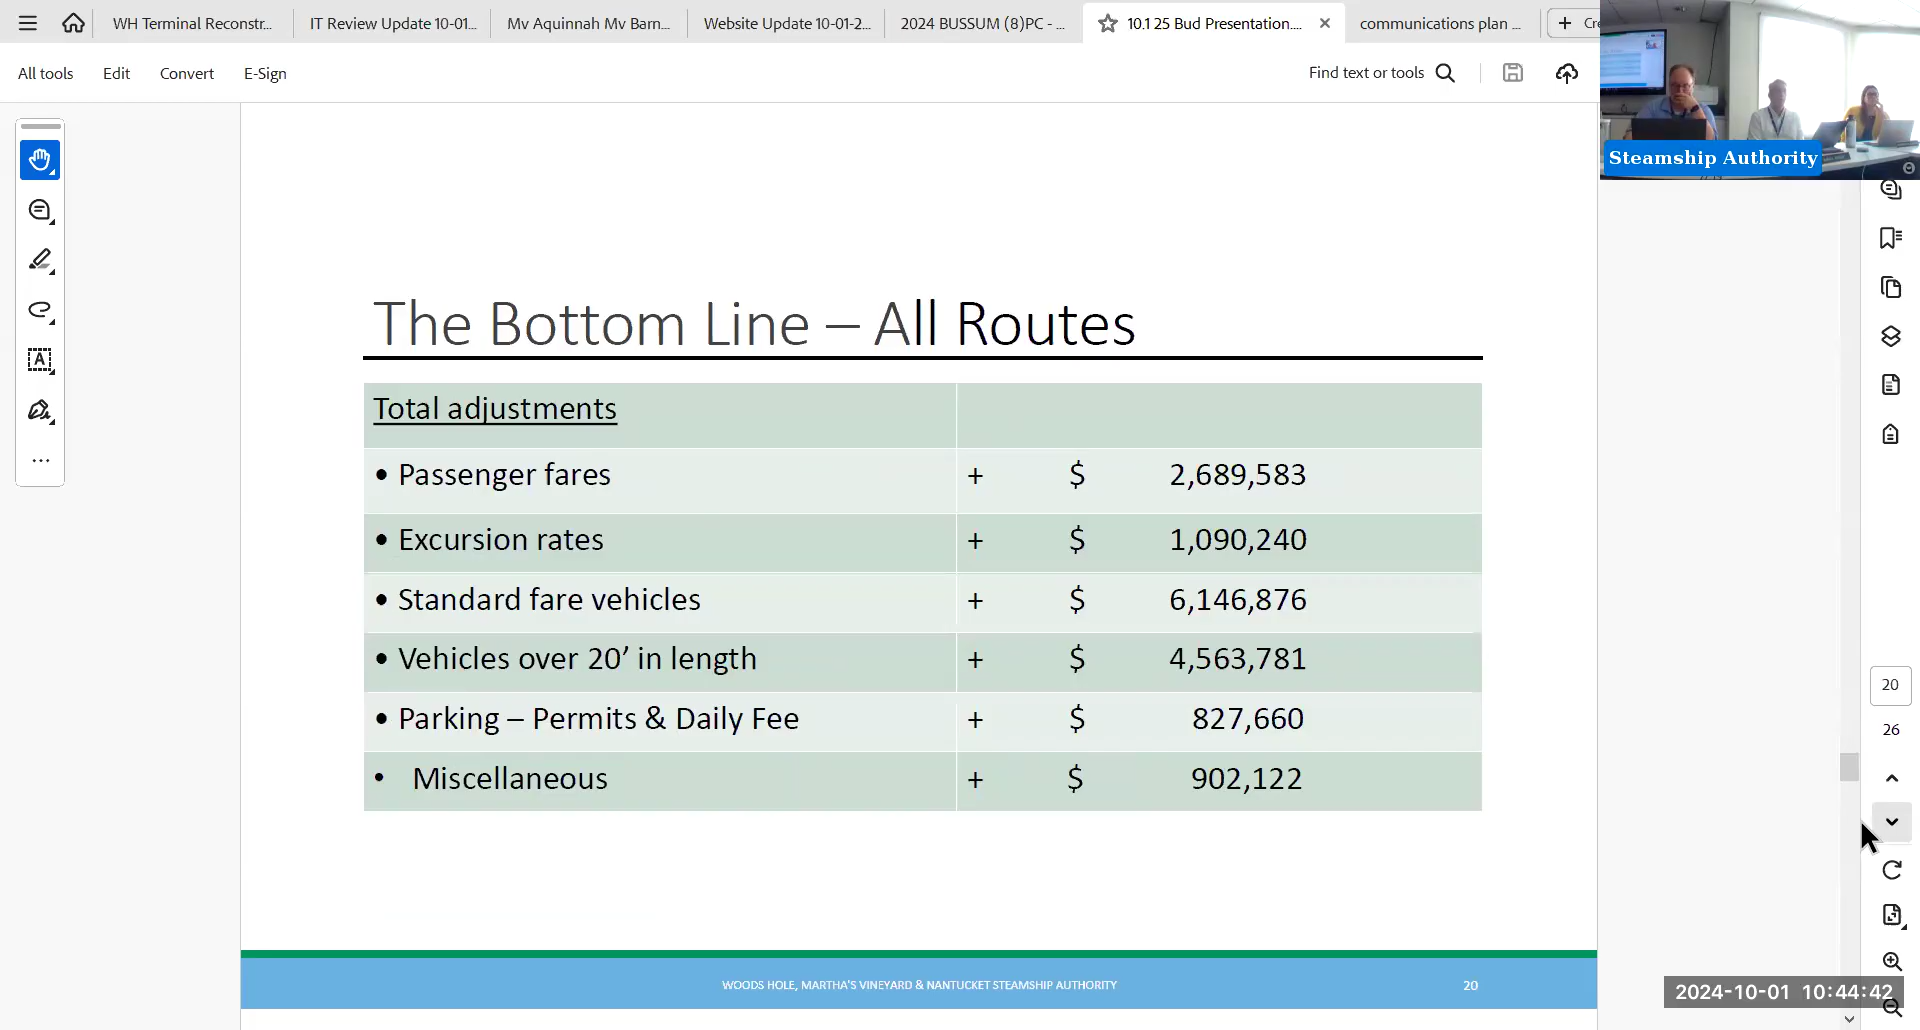 WH Terminal Reconstr...
IT Review Update 10-01...
Mv Aquinnah Mv Barn...
Website Update 10-01-2...
2024 BUSSUM (8)PC - ...
10.1 25 Bud Presentation....
communications plan ...
All tools
Edit
Convert
E-Sign
Find text or tools
Steamship Authority
The Bottom Line – All Routes
Total adjustments
• Passenger fares + $ 2,689,583
• Excursion rates + $ 1,090,240
• Standard fare vehicles + $ 6,146,876
• Vehicles over 20’ in length + $ 4,563,781
• Parking – Permits & Daily Fee + $ 827,660
• Miscellaneous + $ 902,122
20
26
WOODS HOLE, MARTHA'S VINEYARD & NANTUCKET STEAMSHIP AUTHORITY
20
2024-10-01 10:44:42